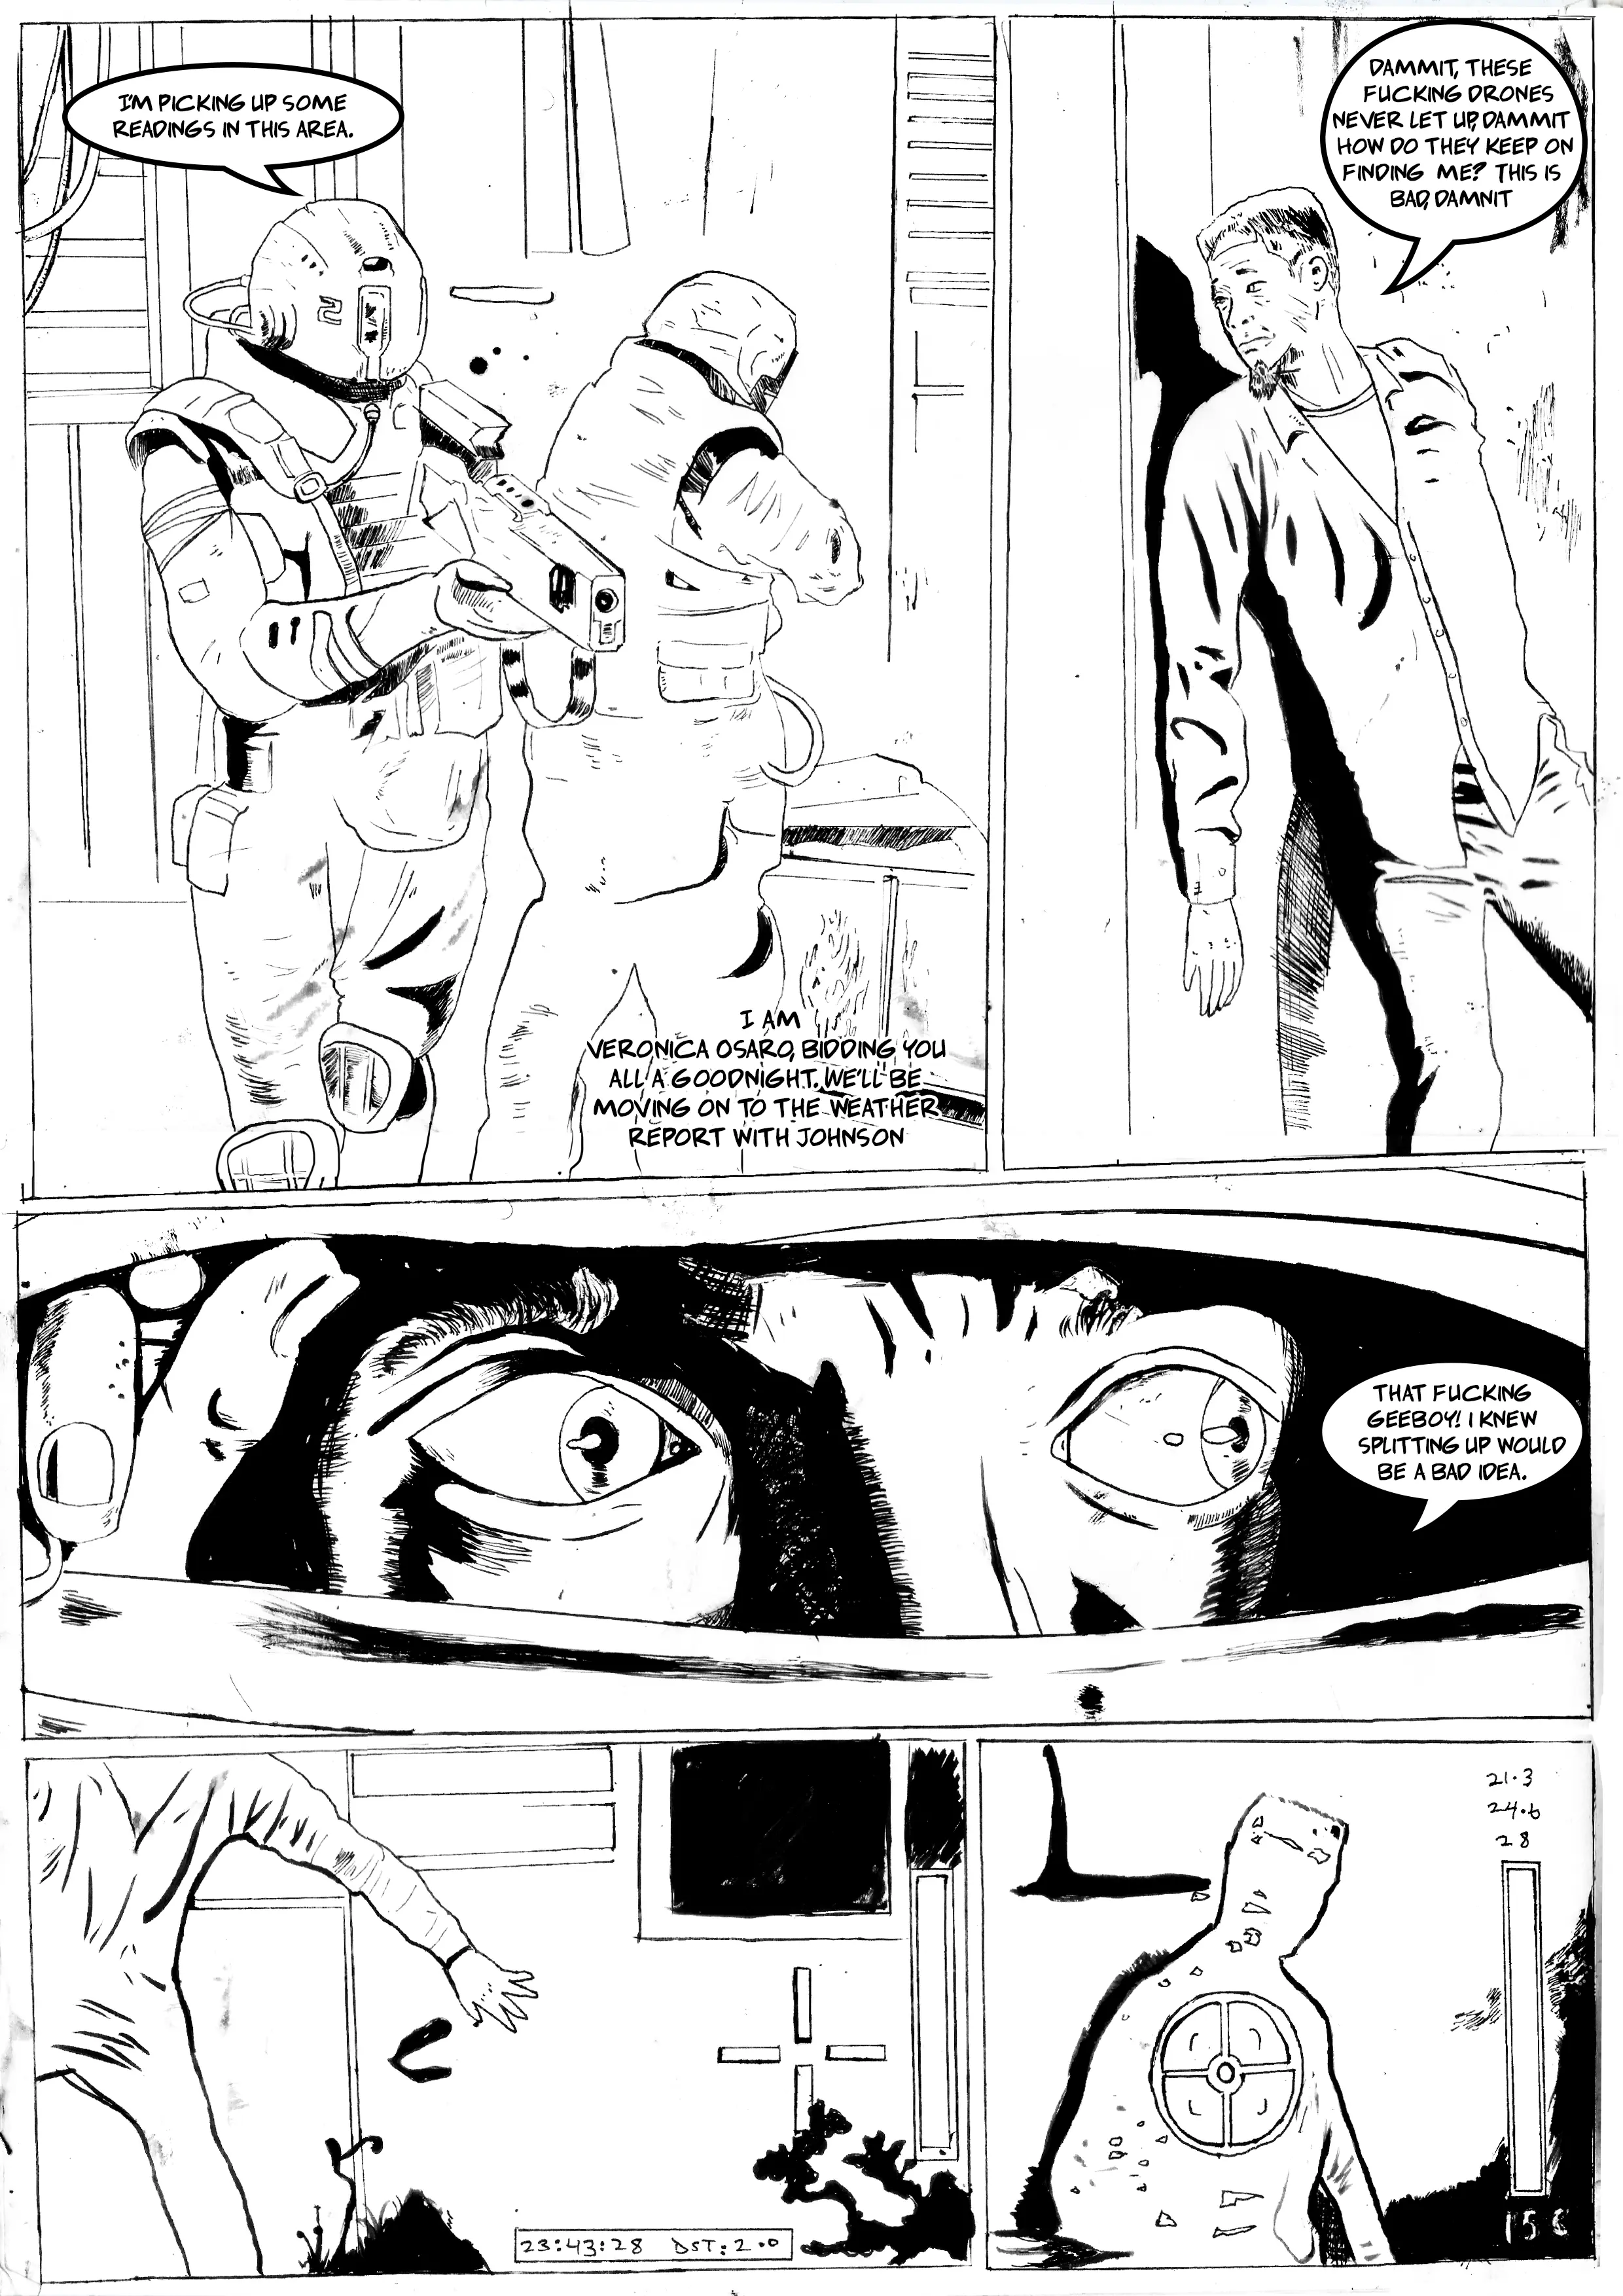 I'M PICKING UP SOME
READINGS IN THIS AREA.
2
I AM
VERONICA OSARO, BIDDING YOU
ALL A GOODNIGHT. WE'LL BE
MOVING ON TO THE WEATHER
REPORT WITH JOHNSON
DAMMIT, THESE
FUCKING DRONES
NEVER LET UP, DAMMIT
HOW DO THEY KEEP ON
FINDING ME? THIS IS
BAD, DAMNIT
THAT FUCKING
GEEBOY! I KNEW
SPLITTING UP WOULD
BE A BAD IDEA.
23:43:28 DST:2.0
21.3
24.6
28